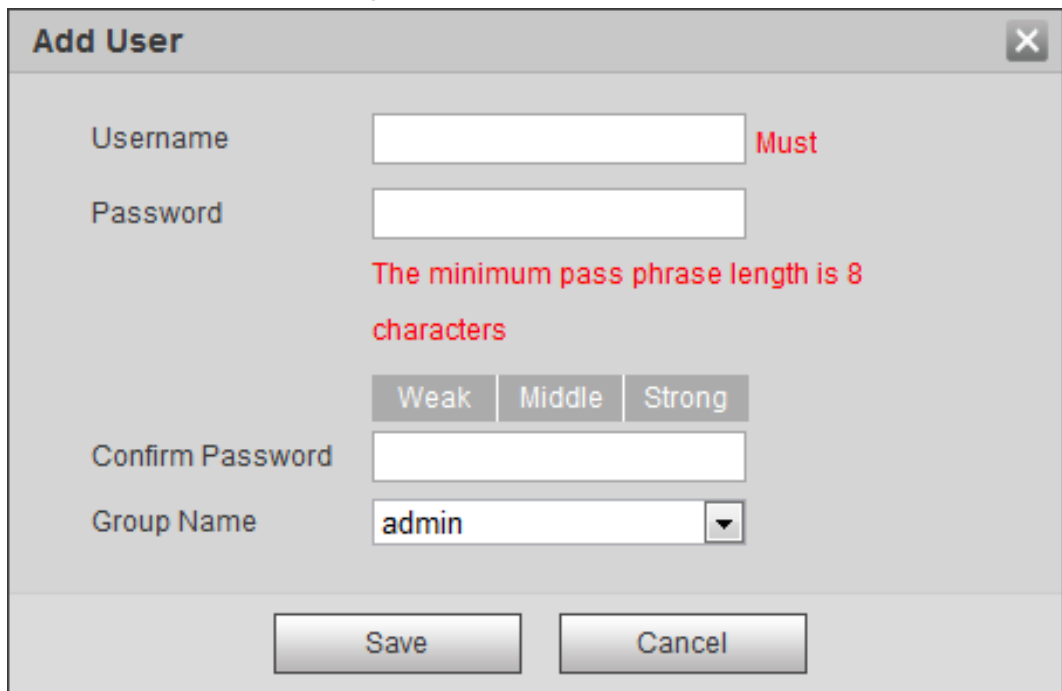 Add User
Username Must
Password
The minimum pass phrase length is 8
characters
Weak Middle Strong
Confirm Password
Group Name admin
Save Cancel